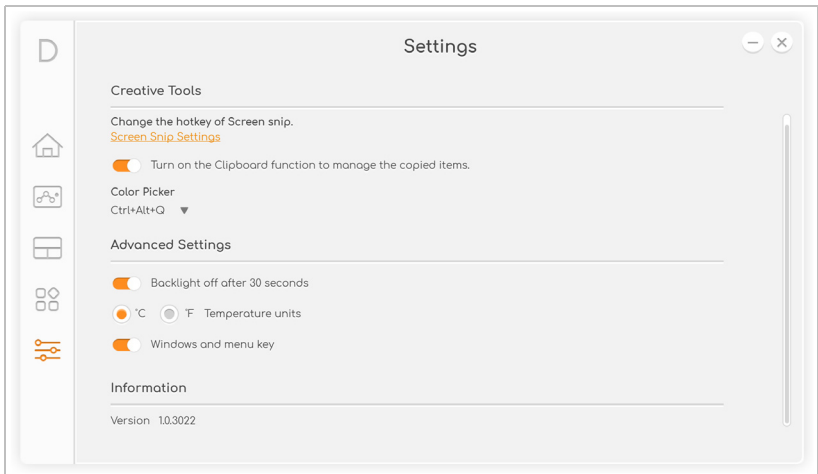 D
Settings
Creative Tools
Change the hotkey of Screen snip.
Screen Snip Settings
Turn on the Clipboard function to manage the copied items.
Color Picker
Ctrl+Alt+Q
Advanced Settings
Backlight off after 30 seconds
°C °F Temperature units
Windows and menu key
Information
Version 1.0.3022